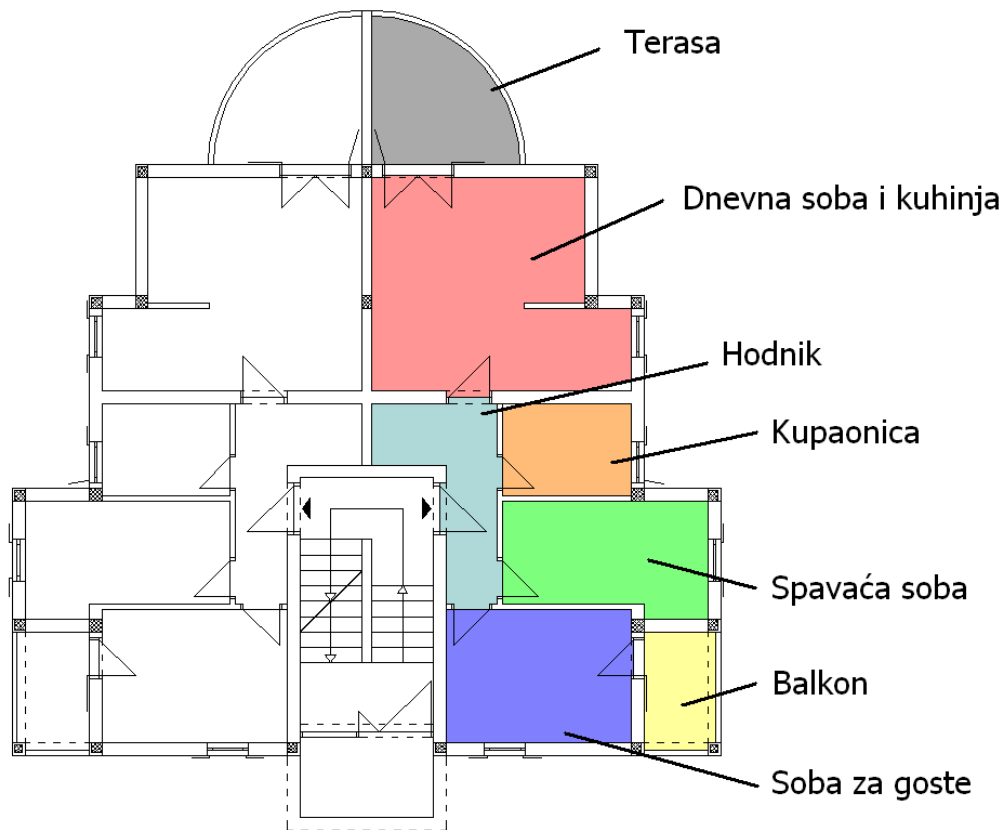 Terasa
Dnevna soba i kuhinja
Hodnik
Kupaonica
Spavaća soba
Balkon
Soba za goste